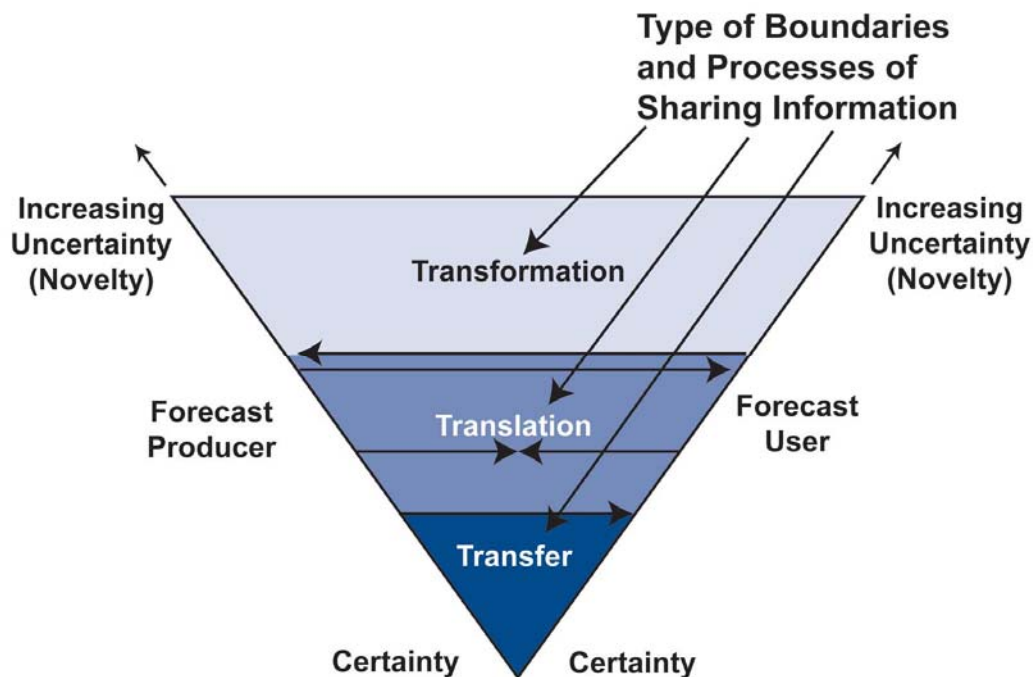 Type of Boundaries
and Processes of
Sharing Information
Increasing
Uncertainty
(Novelty)
Increasing
Uncertainty
(Novelty)
Transformation
Forecast
Producer
Translation
Forecast
User
Transfer
Certainty
Certainty